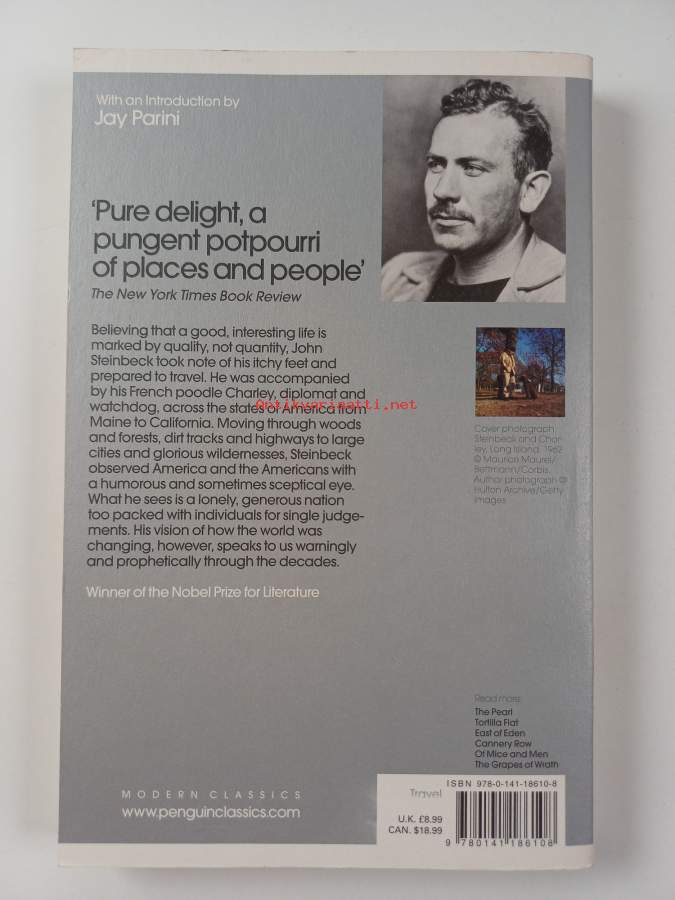 With an Introduction by
Jay Parini
'Pure delight, a
pungent potpourri
of places and people'
The New York Times Book Review
Believing that a good, interesting life is
marked by quality, not quantity, John
Steinbeck took note of his itchy feet and
prepared to travel. He was accompanied
by his French poodle Charley, diplomat and
watchdog, across the states of America from
Maine to California. Moving through woods
and forests, dirt tracks and highways to large
cities and glorious wildernesses, Steinbeck
observed America and the Americans with
a humorous and sometimes sceptical eye.
What he sees is a lonely, generous nation
too packed with individuals for single judge-
ments. His vision of how the world was
changing, however, speaks to us warningly
and prophetically through the decades.
Winner of the Nobel Prize for Literature
Antikvariaatti.net
Cover photograph:
Steinbeck and Char-
ley, Long Island, 1962
© Maurice Maurel/
Bettmann/Corbis.
Author photograph ©
Hulton Archive/Getty
Images
Read more:
The Pearl
Tortilla Flat
East of Eden
Cannery Row
Of Mice and Men
The Grapes of Wrath
MODERN CLASSICS
www.penguinclassics.com
Travel
U.K. £8.99
CAN. $18.99
ISBN 978-0-141-18610-8
9 780141 186108